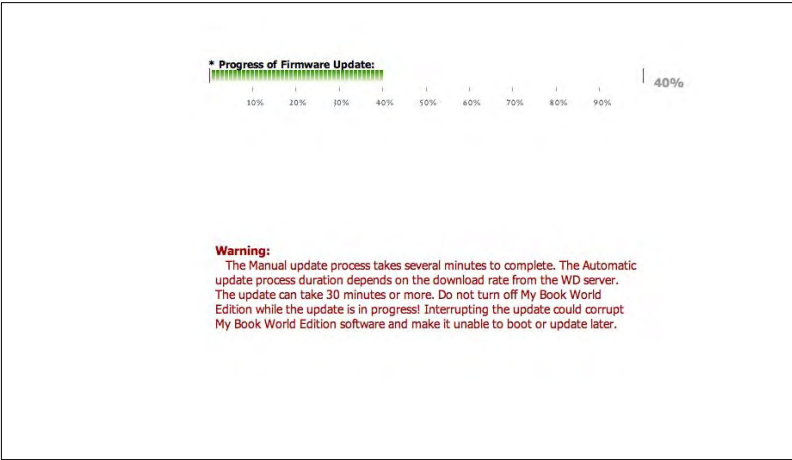 * Progress of Firmware Update:
40%
10% 20% 30% 40% 50% 60% 70% 80% 90%
Warning:
The Manual update process takes several minutes to complete. The Automatic
update process duration depends on the download rate from the WD server.
The update can take 30 minutes or more. Do not turn off My Book World
Edition while the update is in progress! Interrupting the update could corrupt
My Book World Edition software and make it unable to boot or update later.